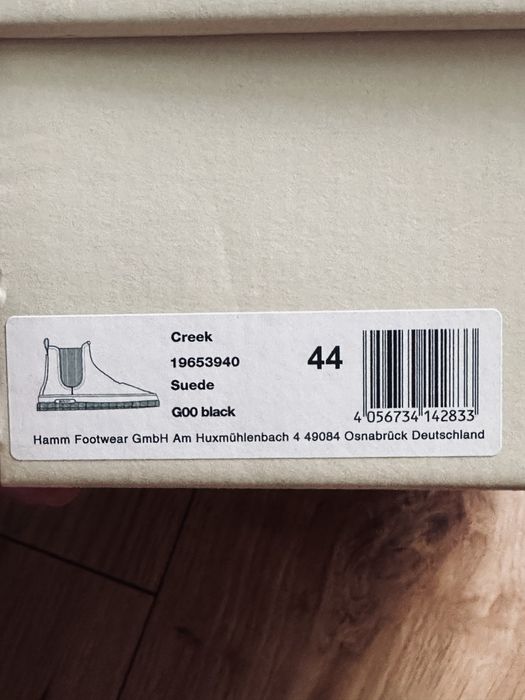 Creek
19653940
Suede
G00 black
44
4 056734 142833
Hamm Footwear GmbH Am Huxmühlenbach 4 49084 Osnabrück Deutschland